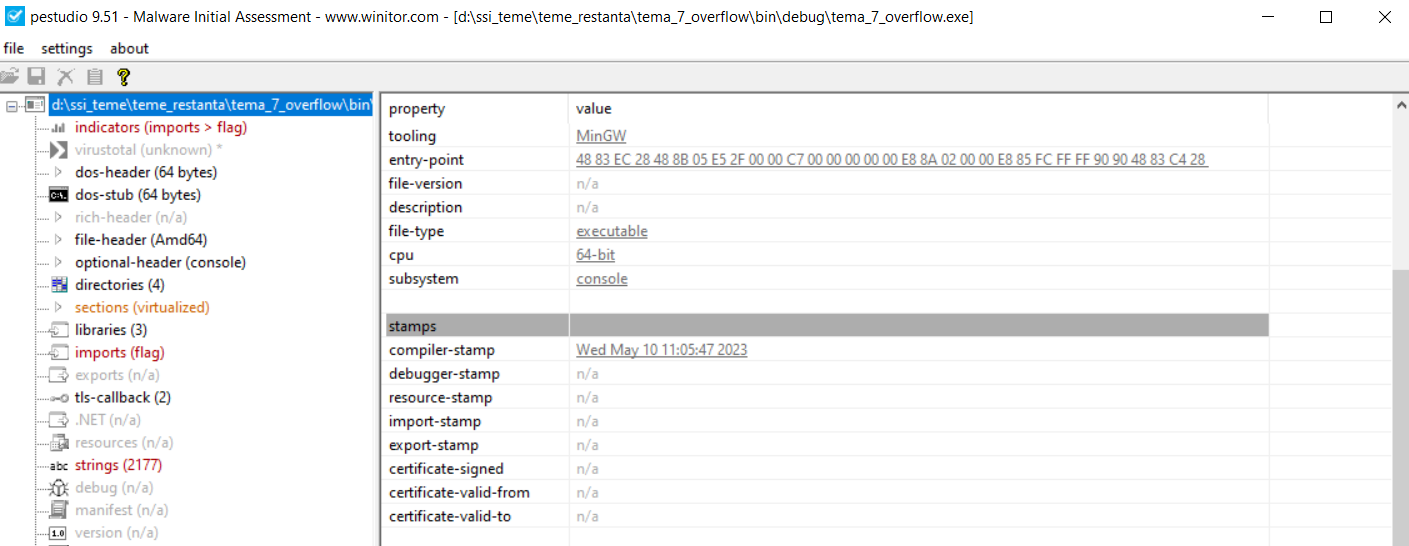 pestudio 9.51 - Malware Initial Assessment - www.winitor.com - [d:\ssi_teme\teme_restanta\tema_7_overflow\bin\debug\tema_7_overflow.exe]
file settings about
d:\ssi_teme\teme_restanta\tema_7_overflow\bin\
indicators (imports > flag)
virustotal (unknown) *
dos-header (64 bytes)
dos-stub (64 bytes)
rich-header (n/a)
file-header (Amd64)
optional-header (console)
directories (4)
sections (virtualized)
libraries (3)
imports (flag)
exports (n/a)
tls-callback (2)
.NET (n/a)
resources (n/a)
abc strings (2177)
debug (n/a)
manifest (n/a)
1.0 version (n/a)
property value
tooling MinGW
entry-point 48 83 EC 28 48 8B 05 E5 2F 00 00 C7 00 00 00 00 00 E8 8A 02 00 00 E8 85 FC FF FF 90 90 48 83 C4 28
file-version n/a
description n/a
file-type executable
cpu 64-bit
subsystem console
stamps
compiler-stamp Wed May 10 11:05:47 2023
debugger-stamp n/a
resource-stamp n/a
import-stamp n/a
export-stamp n/a
certificate-signed n/a
certificate-valid-from n/a
certificate-valid-to n/a